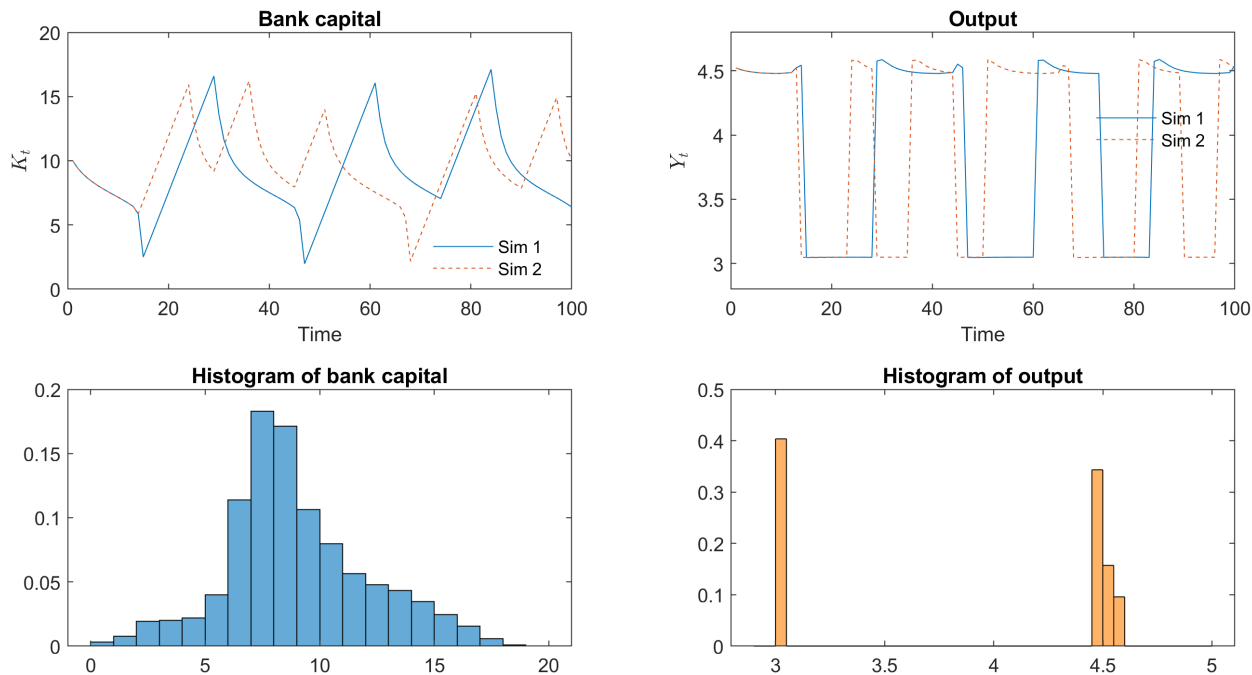 Bank capital
20
15
10
5
0
K_t
0 20 40 60 80 100
Time
Sim 1
Sim 2
Output
4.5
4
3.5
3
Y_t
0 20 40 60 80 100
Time
Sim 1
Sim 2
Histogram of bank capital
0.2
0.15
0.1
0.05
0
0 5 10 15 20
Histogram of output
0.5
0.4
0.3
0.2
0.1
0
3 3.5 4 4.5 5